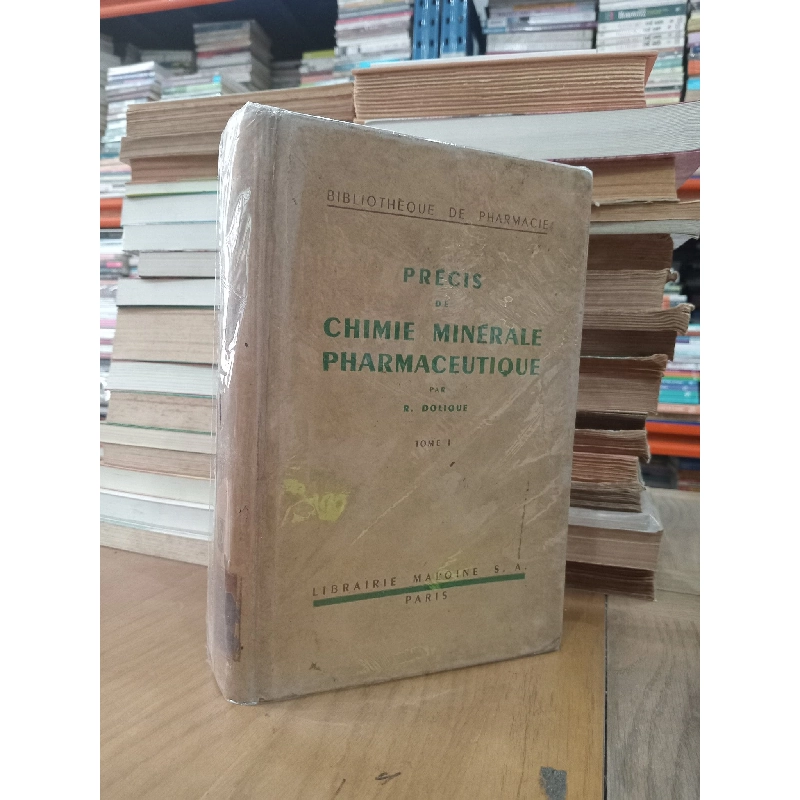 BIBLIOTHÈQUE DE PHARMACIE
PRÉCIS
DE
CHIMIE MINÉRALE
PHARMACEUTIQUE
PAR
R. DOLIQUE
TOME I
LIBRAIRIE MALOINE S. A.
PARIS